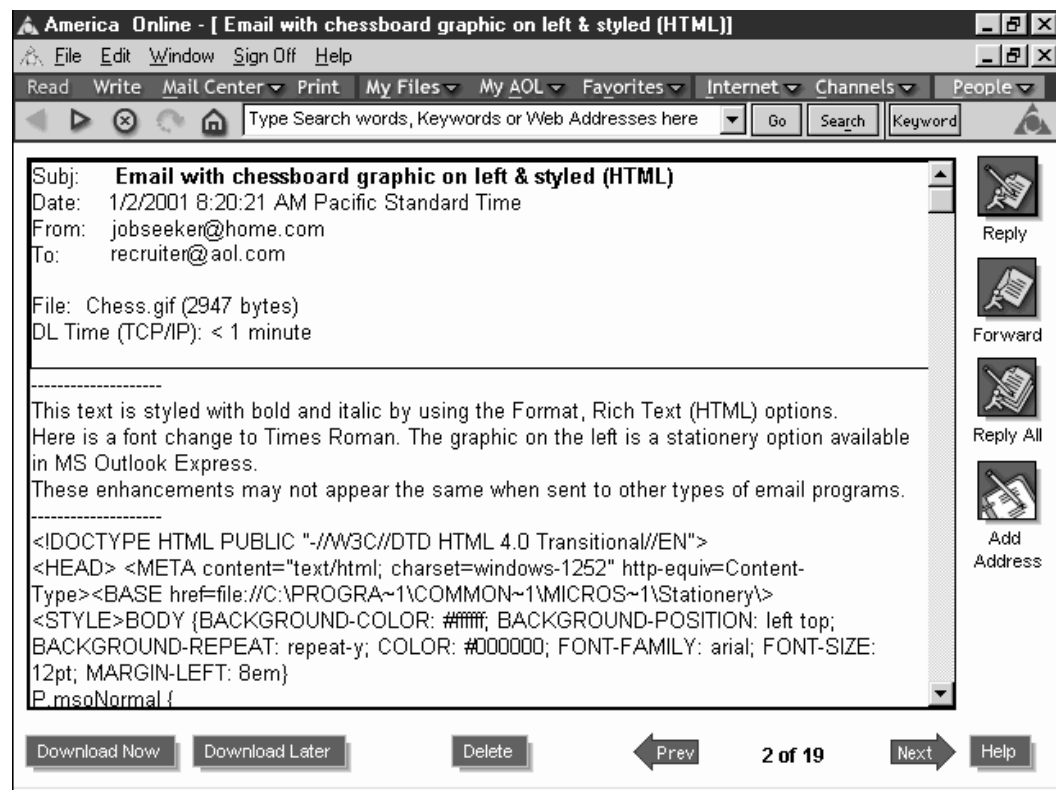 America Online - [ Email with chessboard graphic on left & styled (HTML)]
File Edit Window Sign Off Help
Read Write Mail Center Print My Files My AOL Favorites Internet Channels People
Type Search words, Keywords or Web Addresses here Go Search Keyword
Subj: Email with chessboard graphic on left & styled (HTML)
Date: 1/2/2001 8:20:21 AM Pacific Standard Time
From: jobseeker@home.com
To: recruiter@aol.com
File: Chess.gif (2947 bytes)
DL Time (TCP/IP): < 1 minute
--------------------
This text is styled with bold and italic by using the Format, Rich Text (HTML) options.
Here is a font change to Times Roman. The graphic on the left is a stationery option available
in MS Outlook Express.
These enhancements may not appear the same when sent to other types of email programs.
--------------------
<!DOCTYPE HTML PUBLIC "-//W3C//DTD HTML 4.0 Transitional//EN">
<HEAD> <META content="text/html; charset=windows-1252" http-equiv=Content-
Type><BASE href=file://C:\PROGRA~1\COMMON~1\MICROS~1\Stationery\>
<STYLE>BODY {BACKGROUND-COLOR: #ffffff; BACKGROUND-POSITION: left top;
BACKGROUND-REPEAT: repeat-y; COLOR: #000000; FONT-FAMILY: arial; FONT-SIZE:
12pt; MARGIN-LEFT: 8em}
P.msoNormal {
Reply
Forward
Reply All
Add
Address
Download Now Download Later Delete Prev 2 of 19 Next Help